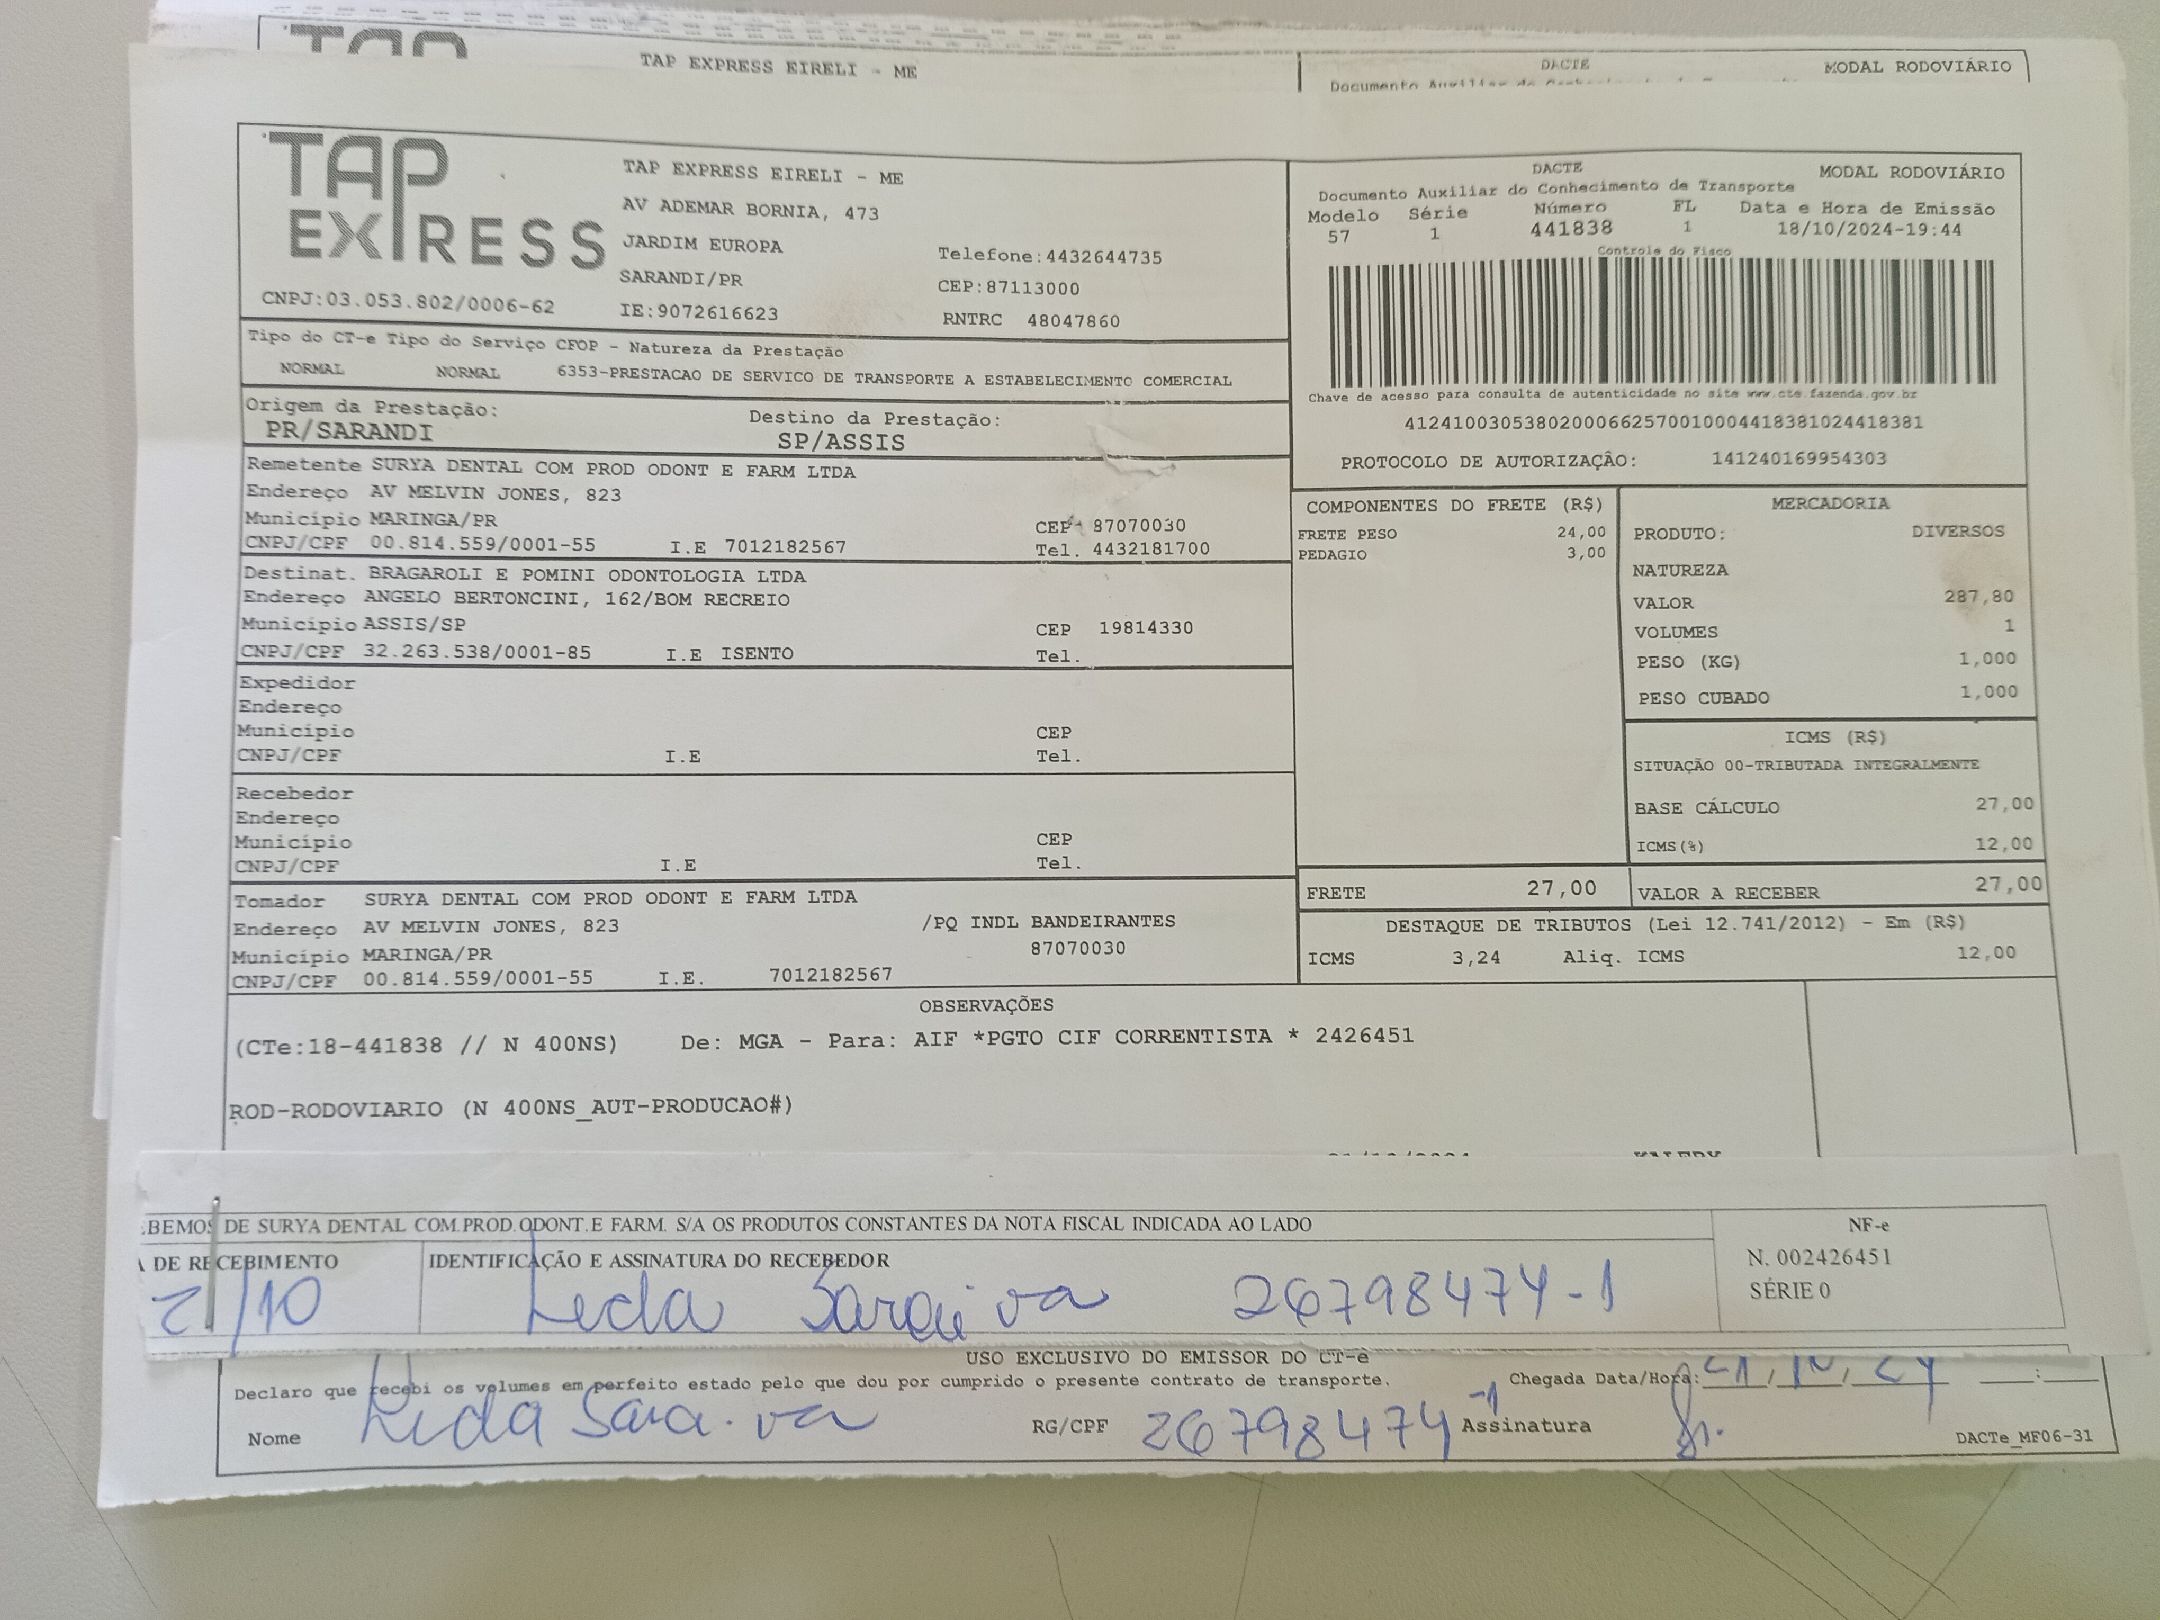 TAP
TAP EXPRESS EIRELI - ME
DACTE
MODAL RODOVIÁRIO
TAP EXPRESS
TAP EXPRESS EIRELI - ME
AV ADEMAR BORNIA, 473
JARDIM EUROPA
Telefone:4432644735
SARANDI/PR
CEP:87113000
CNPJ:03.053.802/0006-62
IE:9072616623
RNTRC 48047860
DACTE
MODAL RODOVIÁRIO
Documento Auxiliar do Conhecimento de Transporte
Modelo Série Número FL Data e Hora de Emissão
57 1 441838 1 18/10/2024-19:44
Controle do Fisco
Chave de acesso para consulta de autenticidade no site www.cte.fazenda.gov.br
41241003053802000662570010004418381024418381
PROTOCOLO DE AUTORIZAÇÂO: 141240169954303
Tipo do CT-e Tipo do Serviço CFOP - Natureza da Prestação
NORMAL NORMAL 6353-PRESTACAO DE SERVICO DE TRANSPORTE A ESTABELECIMENTO COMERCIAL
Origem da Prestação: Destino da Prestação:
PR/SARANDI SP/ASSIS
Remetente SURYA DENTAL COM PROD ODONT E FARM LTDA
Endereço AV MELVIN JONES, 823
Município MARINGA/PR CEP 87070030
CNPJ/CPF 00.814.559/0001-55 I.E 7012182567 Tel. 4432181700
Destinat. BRAGAROLI E POMINI ODONTOLOGIA LTDA
Endereço ANGELO BERTONCINI, 162/BOM RECREIO
Município ASSIS/SP CEP 19814330
CNPJ/CPF 32.263.538/0001-85 I.E ISENTO Tel.
Expedidor
Endereço
Município CEP
CNPJ/CPF I.E Tel.
Recebedor
Endereço
Município CEP
CNPJ/CPF I.E Tel.
Tomador SURYA DENTAL COM PROD ODONT E FARM LTDA
Endereço AV MELVIN JONES, 823 /PQ INDL BANDEIRANTES
Município MARINGA/PR 87070030
CNPJ/CPF 00.814.559/0001-55 I.E. 7012182567
COMPONENTES DO FRETE (R$)
FRETE PESO 24,00
PEDAGIO 3,00
MERCADORIA
PRODUTO: DIVERSOS
NATUREZA
VALOR 287,80
VOLUMES 1
PESO (KG) 1,000
PESO CUBADO 1,000
ICMS (R$)
SITUAÇÃO 00-TRIBUTADA INTEGRALMENTE
BASE CÁLCULO 27,00
ICMS(%) 12,00
FRETE 27,00 VALOR A RECEBER 27,00
DESTAQUE DE TRIBUTOS (Lei 12.741/2012) - Em (R$)
ICMS 3,24 Aliq. ICMS 12,00
OBSERVAÇÕES
(CTe:18-441838 // N 400NS) De: MGA - Para: AIF *PGTO CIF CORRENTISTA * 2426451
ROD-RODOVIARIO (N 400NS_AUT-PRODUCAO#)
BEMOS DE SURYA DENTAL COM.PROD.ODONT.E FARM. S/A OS PRODUTOS CONSTANTES DA NOTA FISCAL INDICADA AO LADO
NF-e
DE RECEBIMENTO IDENTIFICAÇÃO E ASSINATURA DO RECEBEDOR
N. 002426451
SÉRIE 0
21/10 Leda Saraiva 26798474-1
USO EXCLUSIVO DO EMISSOR DO CT-e
Declaro que recebi os volumes em perfeito estado pelo que dou por cumprido o presente contrato de transporte. Chegada Data/Hora: 21/10/24 :
Nome Leda Saraiva RG/CPF 26798474-1 Assinatura
DACTe_MF06-31